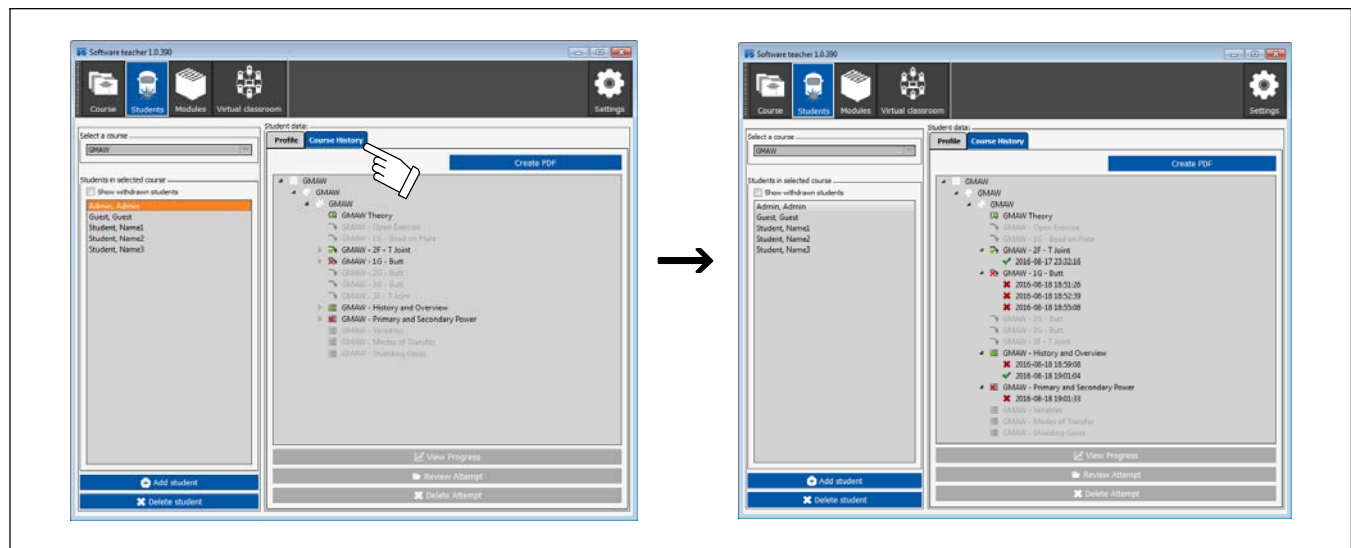 Software teacher 1.0.390
Course
Students
Modules
Virtual classroom
Settings
Select a course
GMAW
Students in selected course
Show withdrawn students
Admin, Admin
Guest, Guest
Student, Name1
Student, Name2
Student, Name3
Add student
Delete student
Student data:
Profile
Course History
Create PDF
GMAW
GMAW
GMAW
GMAW Theory
GMAW - Open Exercise
GMAW - 1G - Bead on Plate
GMAW - 2F - T Joint
GMAW - 1G - Butt
GMAW - 2G - Butt
GMAW - 3G - Butt
GMAW - 3F - T Joint
GMAW - History and Overview
GMAW - Primary and Secondary Power
GMAW - Variables
GMAW - Modes of Transfer
GMAW - Shielding Gases
View Progress
Review Attempt
Delete Attempt
Software teacher 1.0.390
Course
Students
Modules
Virtual classroom
Settings
Select a course
GMAW
Students in selected course
Show withdrawn students
Admin, Admin
Guest, Guest
Student, Name1
Student, Name2
Student, Name3
Add student
Delete student
Student data:
Profile
Course History
Create PDF
GMAW
GMAW
GMAW
GMAW Theory
GMAW - Open Exercise
GMAW - 1G - Bead on Plate
GMAW - 2F - T Joint
2016-08-17 23:32:16
GMAW - 1G - Butt
2016-08-18 18:51:26
2016-08-18 18:52:39
2016-08-18 18:55:08
GMAW - 2G - Butt
GMAW - 3G - Butt
GMAW - 3F - T Joint
GMAW - History and Overview
2016-08-18 18:59:08
2016-08-18 19:01:04
GMAW - Primary and Secondary Power
2016-08-18 19:01:33
GMAW - Variables
GMAW - Modes of Transfer
GMAW - Shielding Gases
View Progress
Review Attempt
Delete Attempt